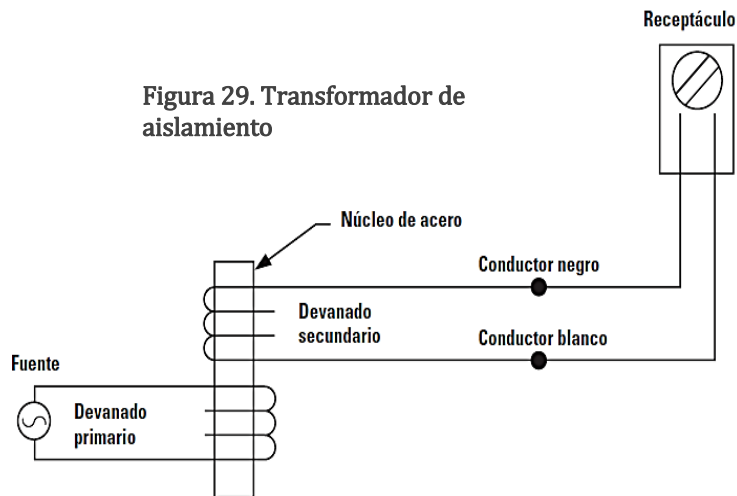 Receptáculo
Figura 29. Transformador de
aislamiento
Núcleo de acero
Conductor negro
Devanado
secundario
Conductor blanco
Fuente
Devanado
primario